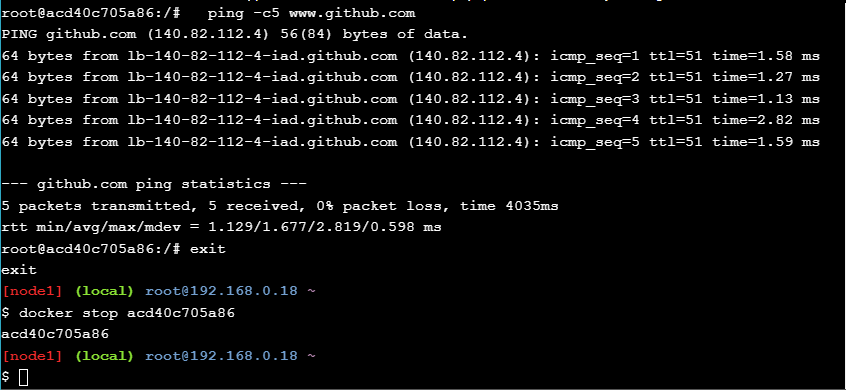 root@acd40c705a86:/#   ping -c5 www.github.com
PING github.com (140.82.112.4) 56(84) bytes of data.
64 bytes from lb-140-82-112-4-iad.github.com (140.82.112.4): icmp_seq=1 ttl=51 time=1.58 ms
64 bytes from lb-140-82-112-4-iad.github.com (140.82.112.4): icmp_seq=2 ttl=51 time=1.27 ms
64 bytes from lb-140-82-112-4-iad.github.com (140.82.112.4): icmp_seq=3 ttl=51 time=1.13 ms
64 bytes from lb-140-82-112-4-iad.github.com (140.82.112.4): icmp_seq=4 ttl=51 time=2.82 ms
64 bytes from lb-140-82-112-4-iad.github.com (140.82.112.4): icmp_seq=5 ttl=51 time=1.59 ms

--- github.com ping statistics ---
5 packets transmitted, 5 received, 0% packet loss, time 4035ms
rtt min/avg/max/mdev = 1.129/1.677/2.819/0.598 ms
root@acd40c705a86:/# exit
exit
[node1] (local) root@192.168.0.18 ~
$ docker stop acd40c705a86
acd40c705a86
[node1] (local) root@192.168.0.18 ~
$